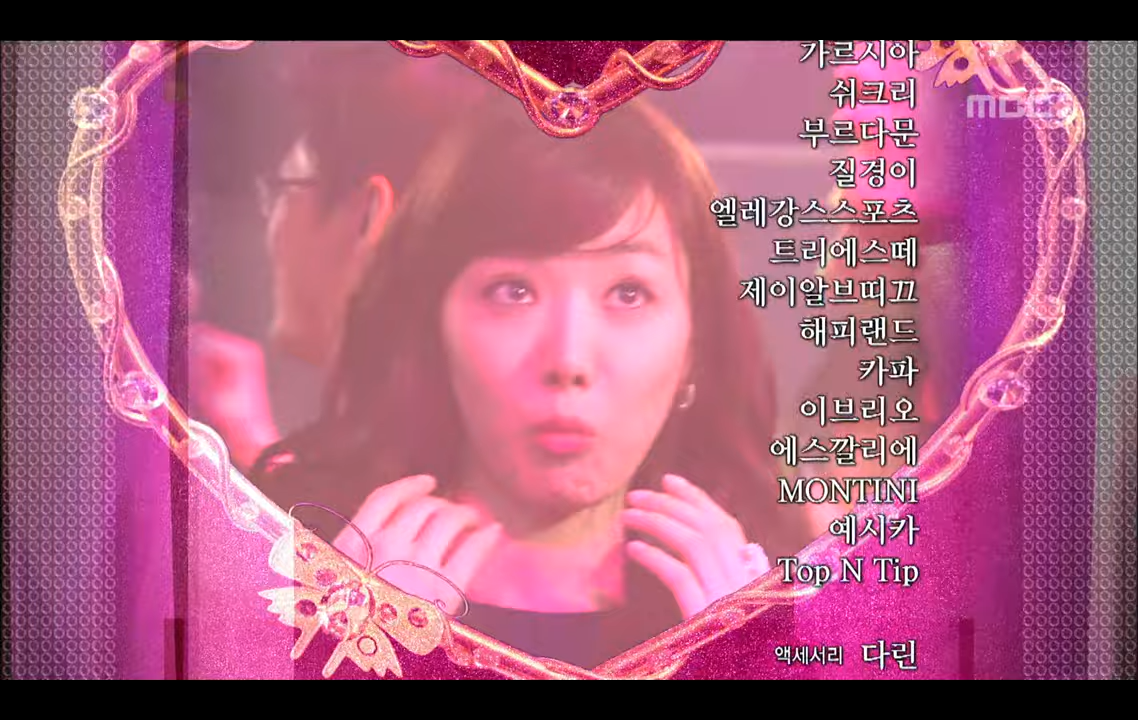 가르시아
mbc
쉬크리
부르다문
질경이
엘레강스스포츠
트리에스떼
제이알브띠끄
해피랜드
카파
이브리오
에스깔리에
MONTINI
예시카
Top N Tip
액세서리 다린